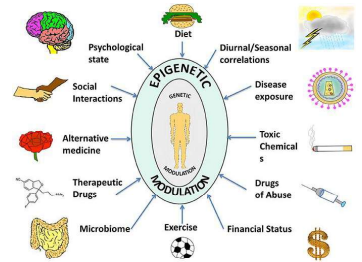 Diet
Psychological
state
Diurnal/Seasonal
correlations
EPIGENETIC
Social
Interactions
Disease
exposure
GENETIC
Alternative
medicine
Toxic
Chemical
s
MODULATION
MODULATION
Therapeutic
Drugs
Drugs
of Abuse
Microbiome
Exercise
Financial Status